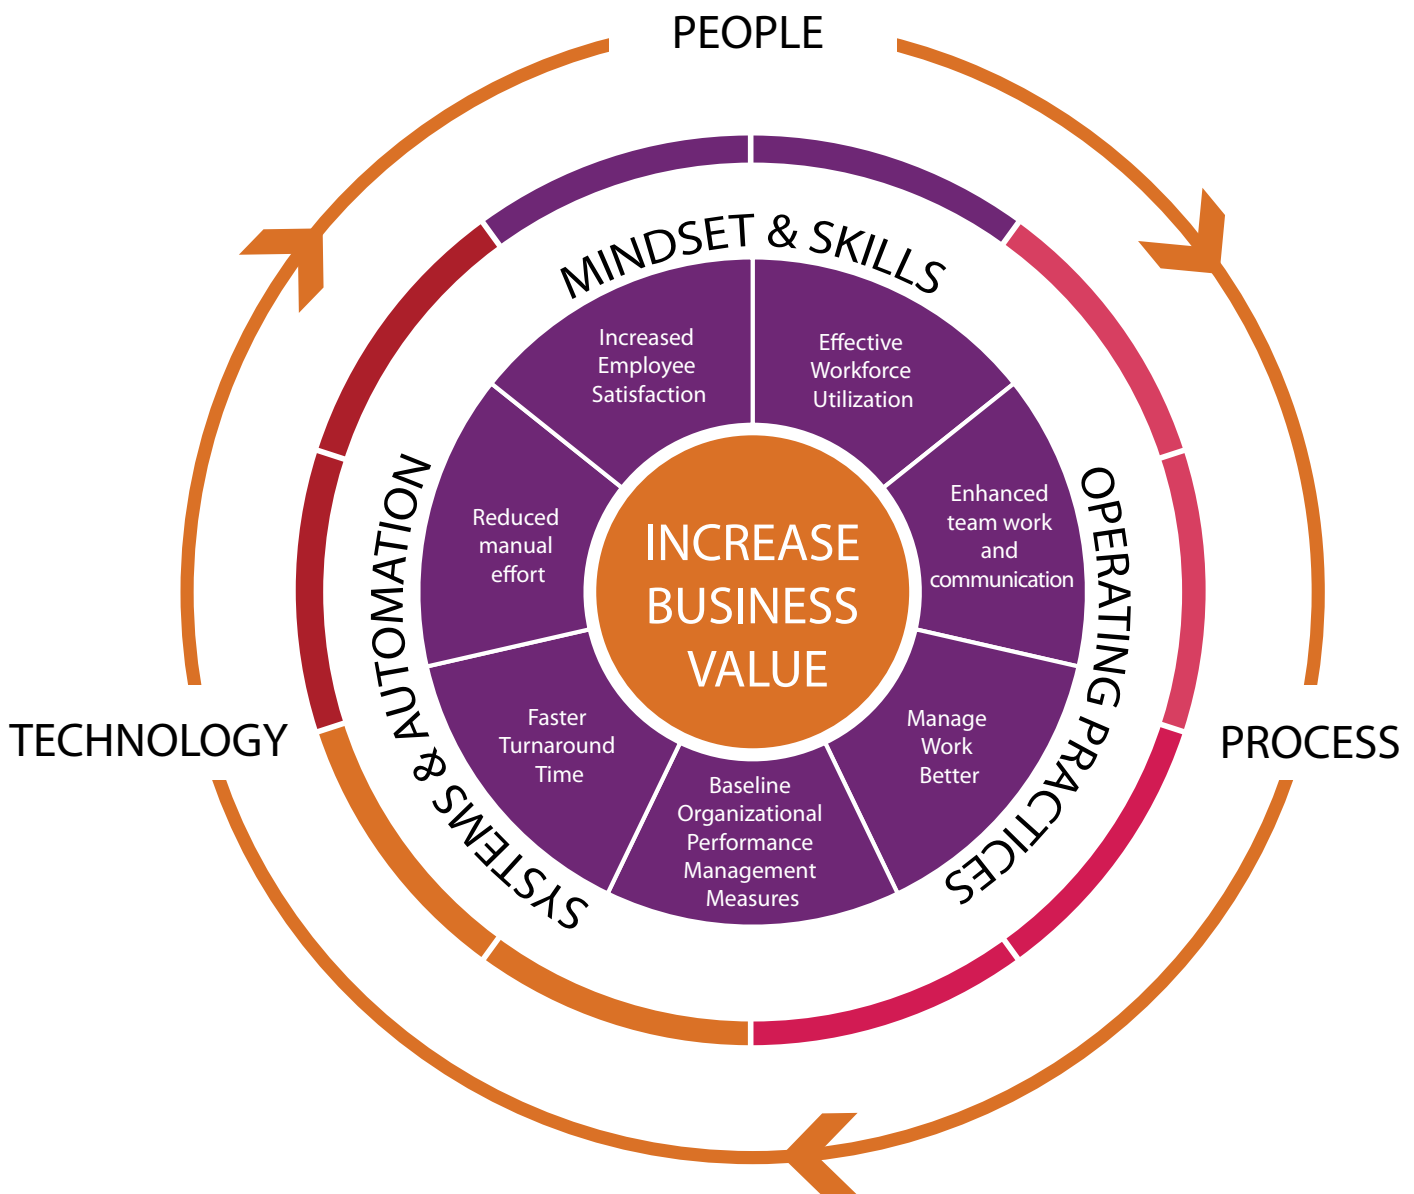 PEOPLE
MINDSET & SKILLS
Increased
Employee
Satisfaction
Effective
Workforce
Utilization
Enhanced
team work
and
communication
Manage
Work
Better
Baseline
Organizational
Performance
Management
Measures
Faster
Turnaround
Time
Reduced
manual
effort
INCREASE
BUSINESS
VALUE
OPERATING PRACTICES
SYSTEMS & AUTOMATION
TECHNOLOGY
PROCESS